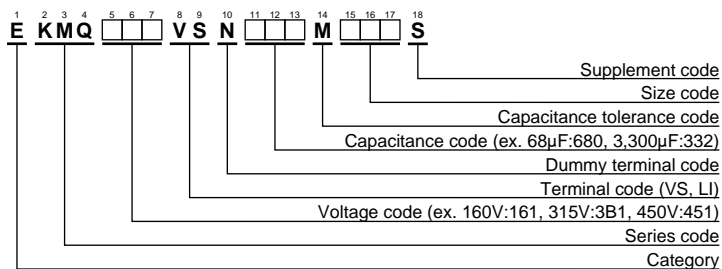 1 2 3 4 5 6 7 8 9 10 11 12 13 14 15 16 17 18
E KMQ VS N M S
Supplement code
Size code
Capacitance tolerance code
Capacitance code (ex. 68μF:680, 3,300μF:332)
Dummy terminal code
Terminal code (VS, LI)
Voltage code (ex. 160V:161, 315V:3B1, 450V:451)
Series code
Category